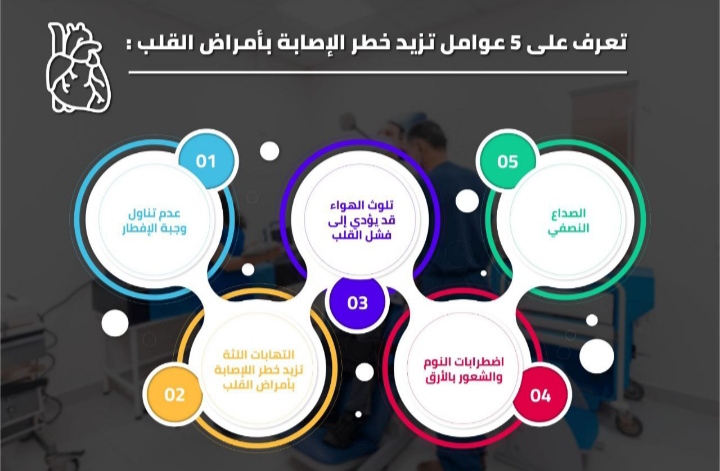 تعرف على 5 عوامل تزيد خطر الإصابة بأمراض القلب :
01
عدم تناول
وجبة الإفطار
02
التهابات اللثة
تزيد خطر اللإصابة
بأمراض القلب
03
تلوث الهواء
قد يؤدي إلى
فشل القلب
04
اضطرابات النوم
والشعور بالأرق
05
الصداع
النصفي